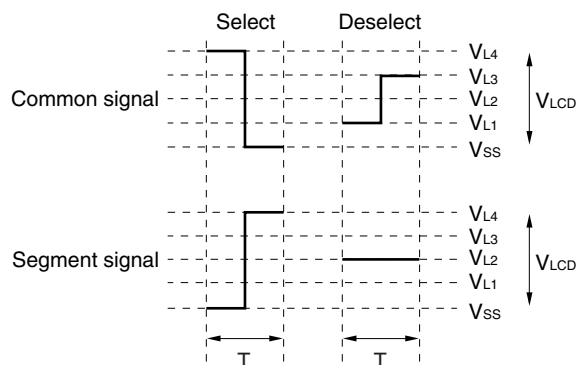 Select Deselect
VL4
VL3
Common signal VL2 VLCD
VL1
VSS
VL4
VL3
Segment signal VL2 VLCD
VL1
VSS
T T